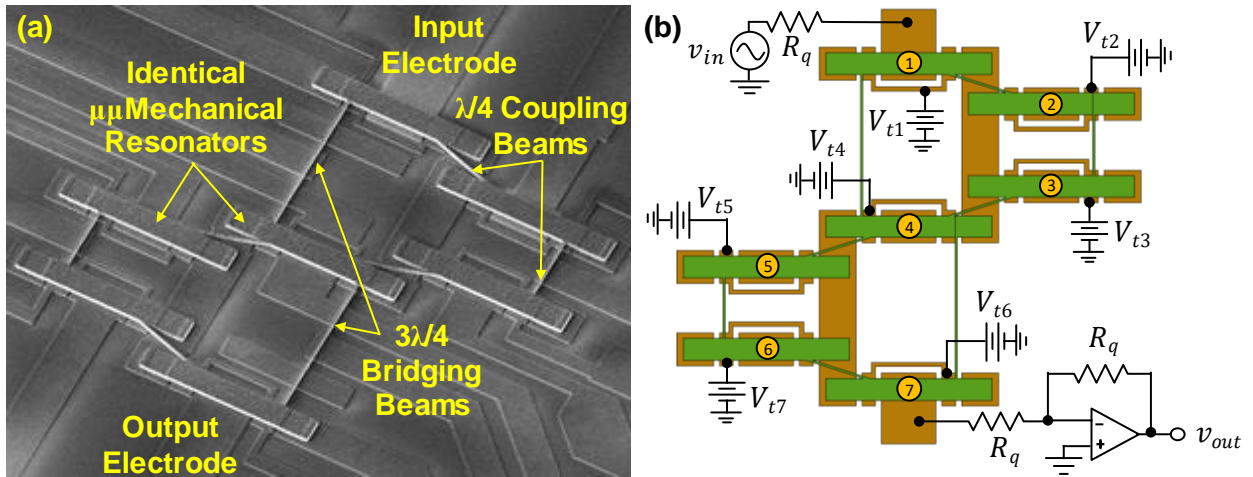 (a)
Input
Electrode
Identical
µµMechanical
Resonators
λ/4 Coupling
Beams
3λ/4
Bridging
Beams
Output
Electrode
(b)
v_in
R_q
V_t1
V_t2
V_t3
V_t4
V_t5
V_t6
V_t7
1
2
3
4
5
6
7
R_q
R_q
−
+
v_out